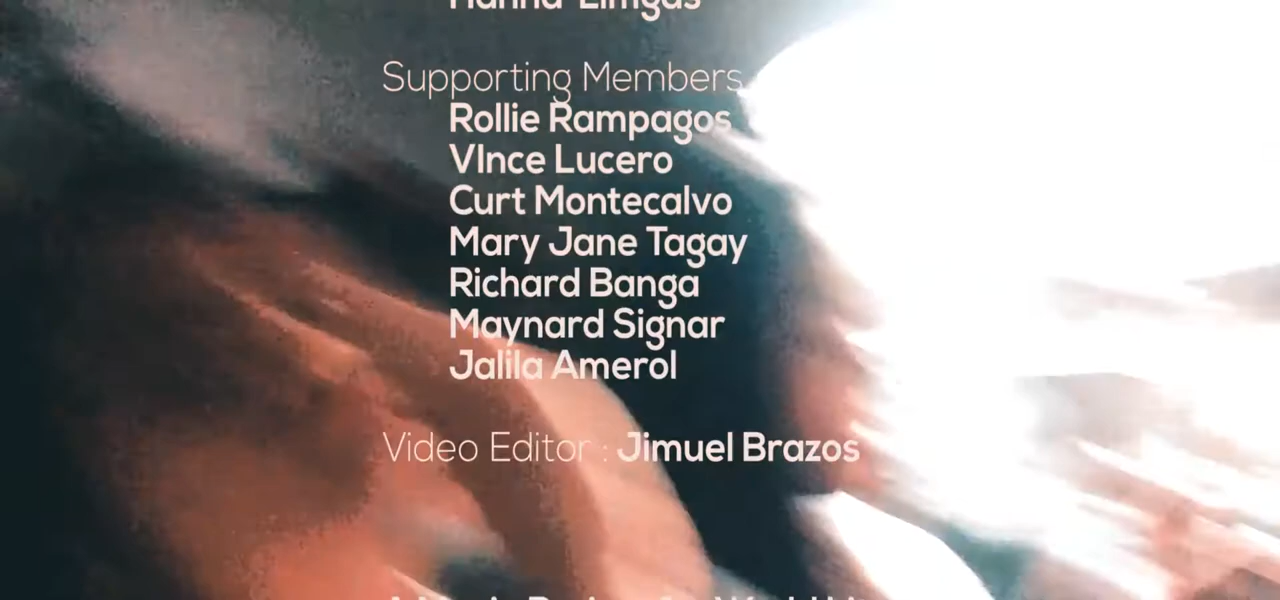 Supporting Members
Rollie Rampagos
VInce Lucero
Curt Montecalvo
Mary Jane Tagay
Richard Banga
Maynard Signar
Jalila Amerol
Video Editor : Jimuel Brazos